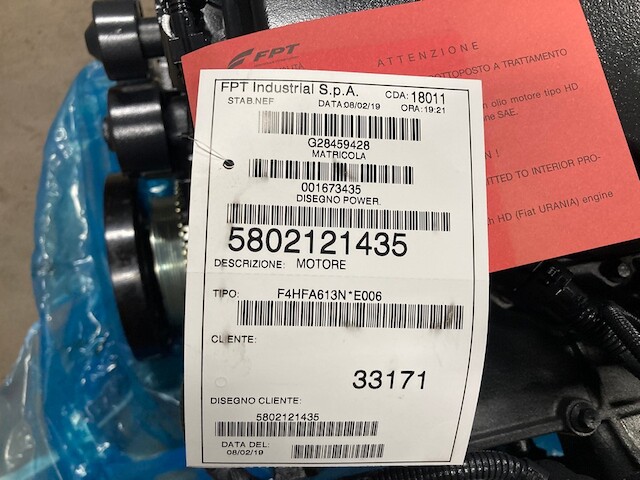 FPT
ATTENZIONE
SOTTOPOSTO A TRATTAMENTO
olio motore tipo HD
SAE.
!
TTED TO INTERIOR PRO-
HD (Fiat URANIA) engine
FPT Industrial S.p.A.
CDA: 18011
STAB.NEF
DATA:08/02/19
ORA: 19:21
G28459428
MATRICOLA
001673435
DISEGNO POWER.
5802121435
DESCRIZIONE: MOTORE
TIPO: F4HFA613N*E006
CLIENTE:
33171
DISEGNO CLIENTE:
5802121435
DATA DEL:
08/02/19